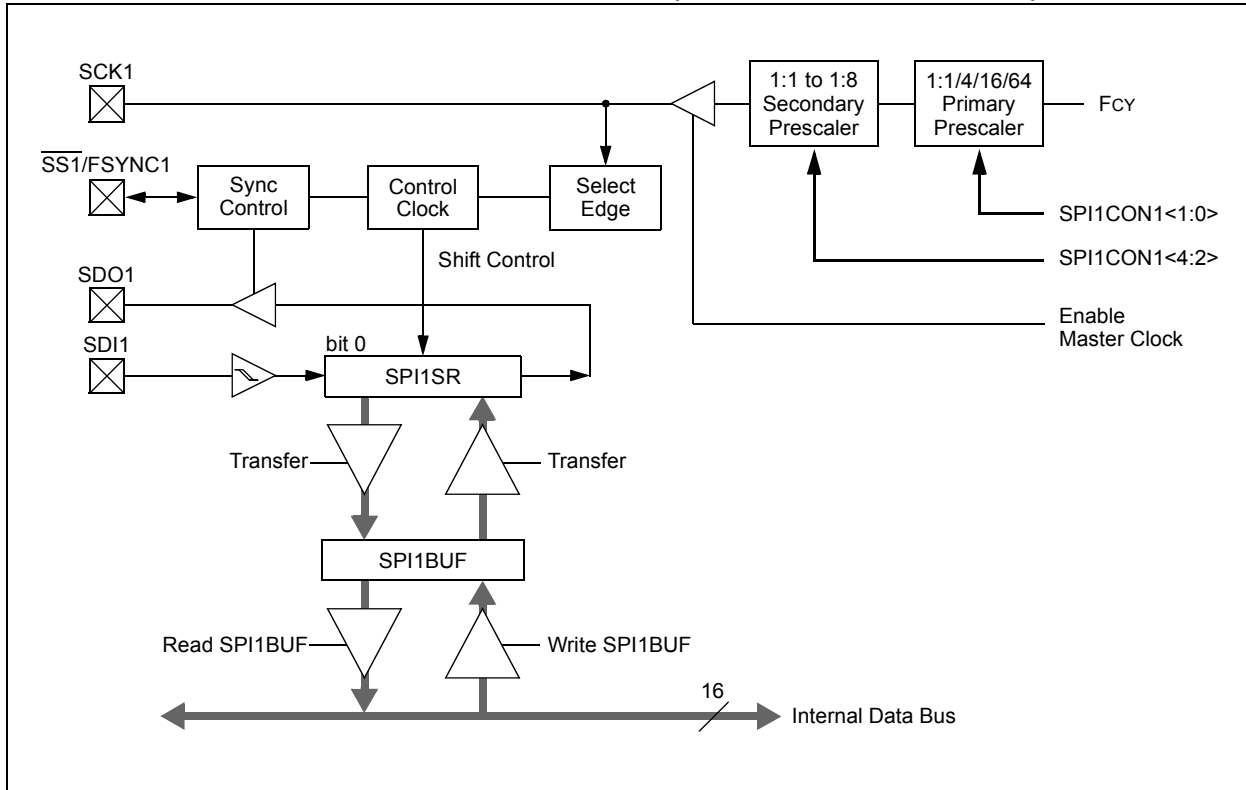 SCK1
1:1 to 1:8
Secondary
Prescaler
1:1/4/16/64
Primary
Prescaler
FCY
SS1/FSYNC1
Sync
Control
Control
Clock
Select
Edge
SPI1CON1<1:0>
Shift Control
SPI1CON1<4:2>
SDO1
Enable
Master Clock
SDI1
bit 0
SPI1SR
Transfer
Transfer
SPI1BUF
Read SPI1BUF
Write SPI1BUF
16
Internal Data Bus